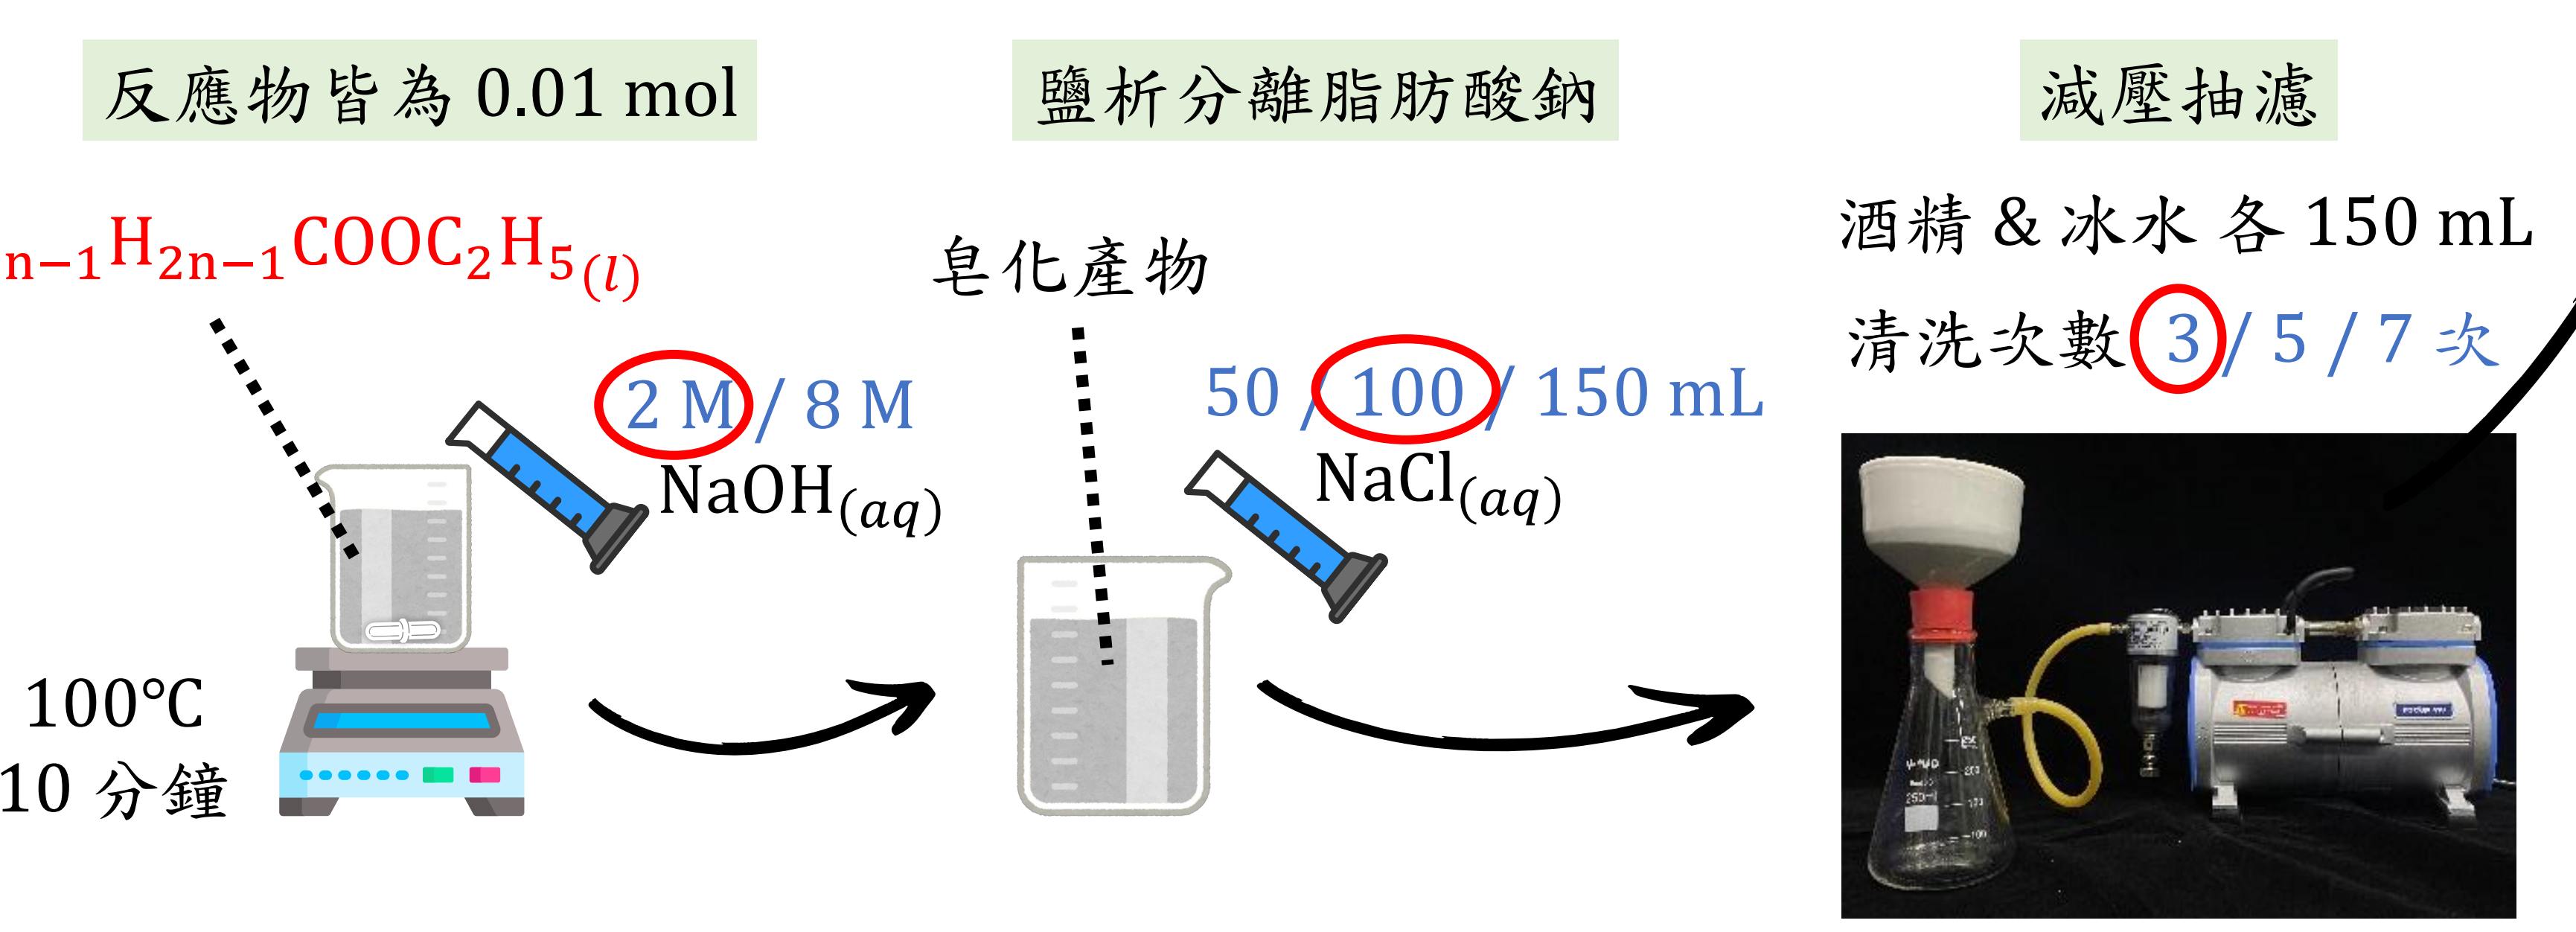 反應物皆為 0.01 mol
n−1H2n−1COOC2H5(l)
2 M / 8 M
NaOH(aq)
100℃
10 分鐘
鹽析分離脂肪酸鈉
皂化產物
50 / 100 / 150 mL
NaCl(aq)
減壓抽濾
酒精 & 冰水 各 150 mL
清洗次數 3 / 5 / 7 次